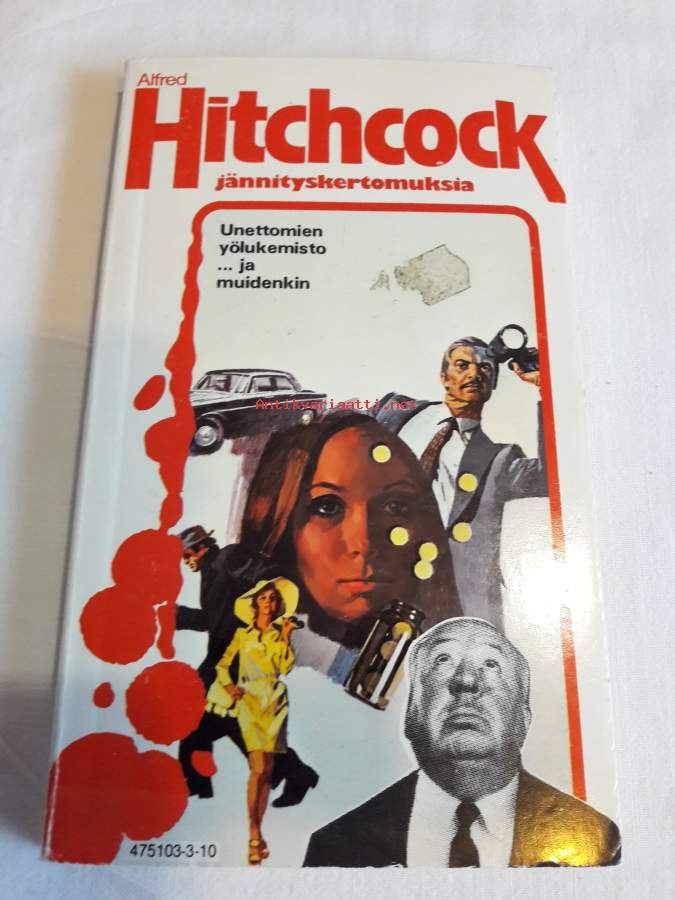 Alfred
Hitchcock
jännityskertomuksia
Unettomien
yölukemisto
... ja
muidenkin
Antikvariaatti.net
475103-3-10